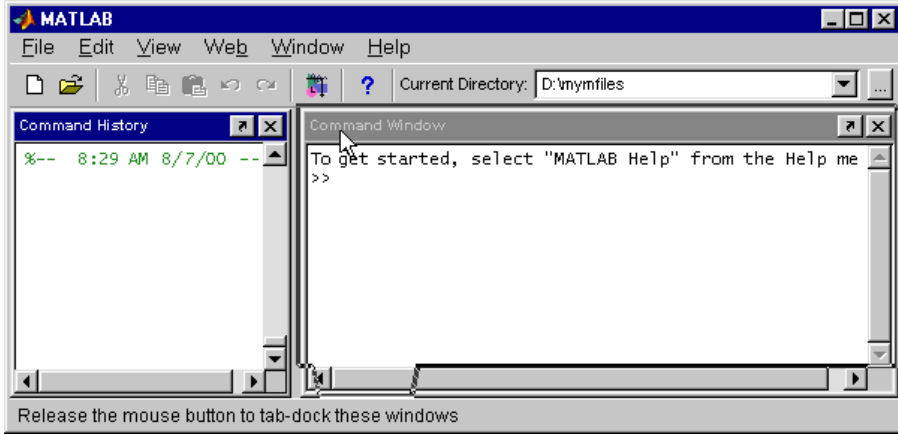 MATLAB
File Edit View Web Window Help
? Current Directory: D:\mymfiles ...
Command History
Command Window
%-- 8:29 AM 8/7/00 --
To get started, select "MATLAB Help" from the Help me
>>
Release the mouse button to tab-dock these windows